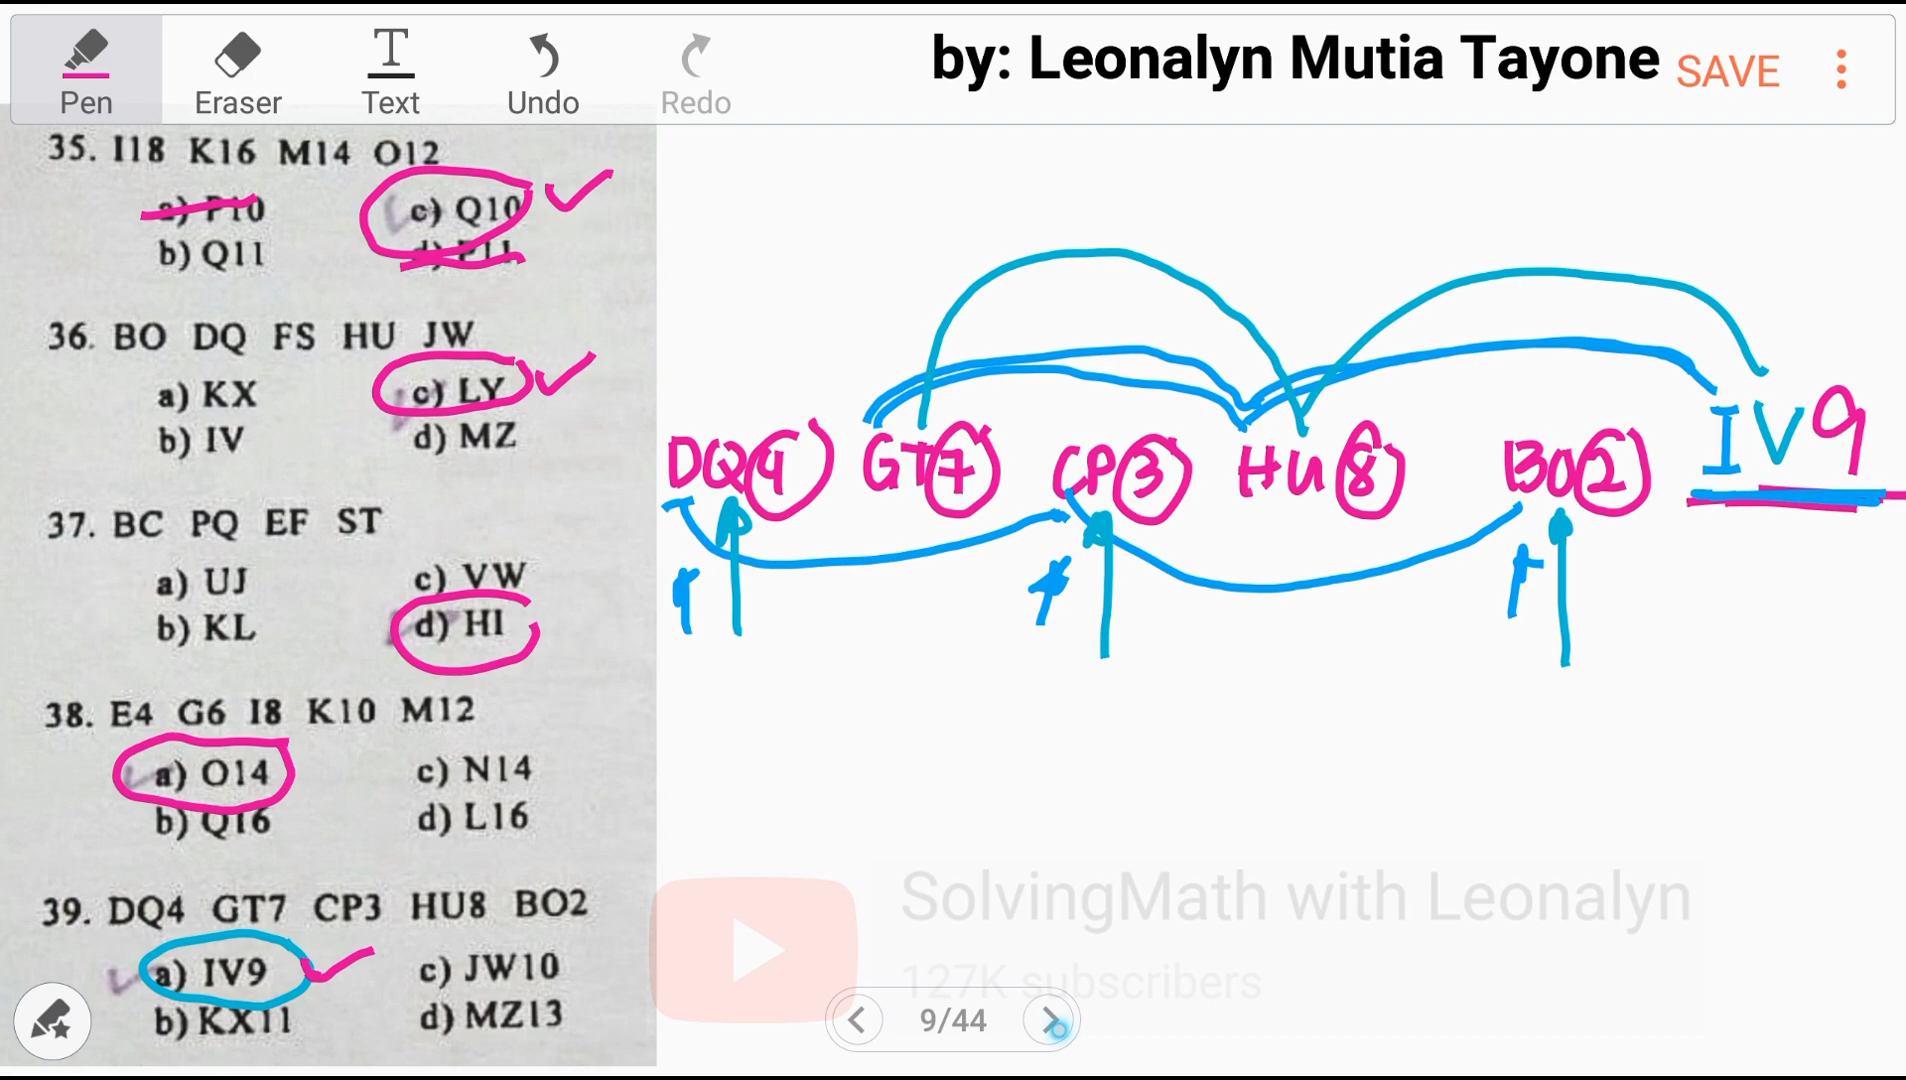 Pen Eraser Text Undo Redo by: Leonalyn Mutia Tayone SAVE
35. I18 K16 M14 O12
a) P10 c) Q10
b) Q11 d) P11
36. BO DQ FS HU JW
a) KX c) LY
b) IV d) MZ
37. BC PQ EF ST
a) UJ c) VW
b) KL d) HI
38. E4 G6 I8 K10 M12
a) O14 c) N14
b) Q16 d) L16
39. DQ4 GT7 CP3 HU8 BO2
a) IV9 c) JW10
b) KX11 d) MZ13
DQ4 GT7 CP3 HU8 BO2 IV9
SolvingMath with Leonalyn
127K subscribers
9/44